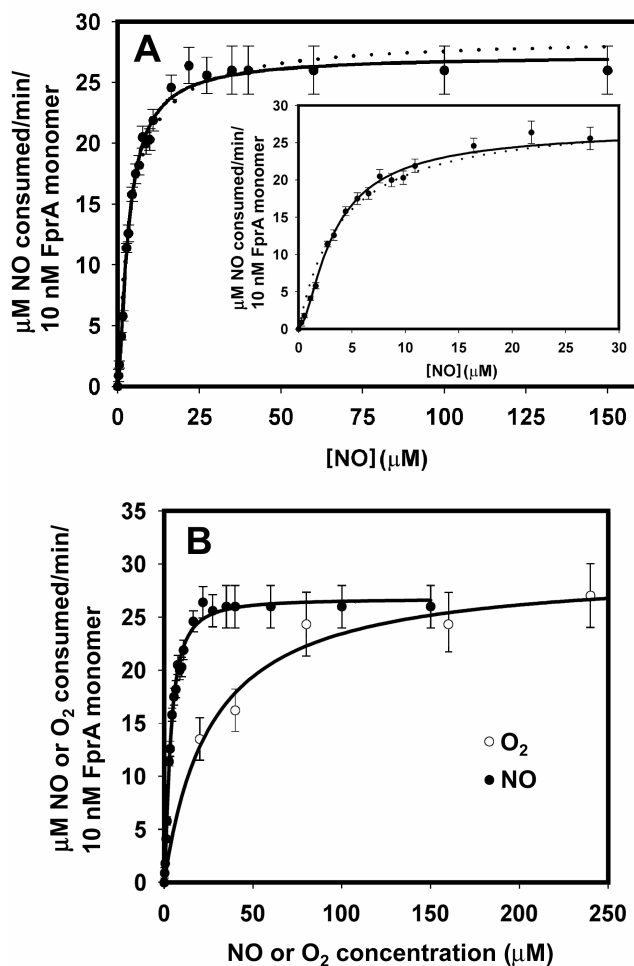 A
μM NO consumed/min/
10 nM FprA monomer
30
25
20
15
10
5
0
0 25 50 75 100 125 150
[NO] (μM)
μM NO consumed/min/
10 nM FprA monomer
30
25
20
15
10
5
0
0 5 10 15 20 25 30
[NO] (μM)
B
μM NO or O₂ consumed/min/
10 nM FprA monomer
35
30
25
20
15
10
5
0
O₂
NO
0 50 100 150 200 250
NO or O₂ concentration (μM)